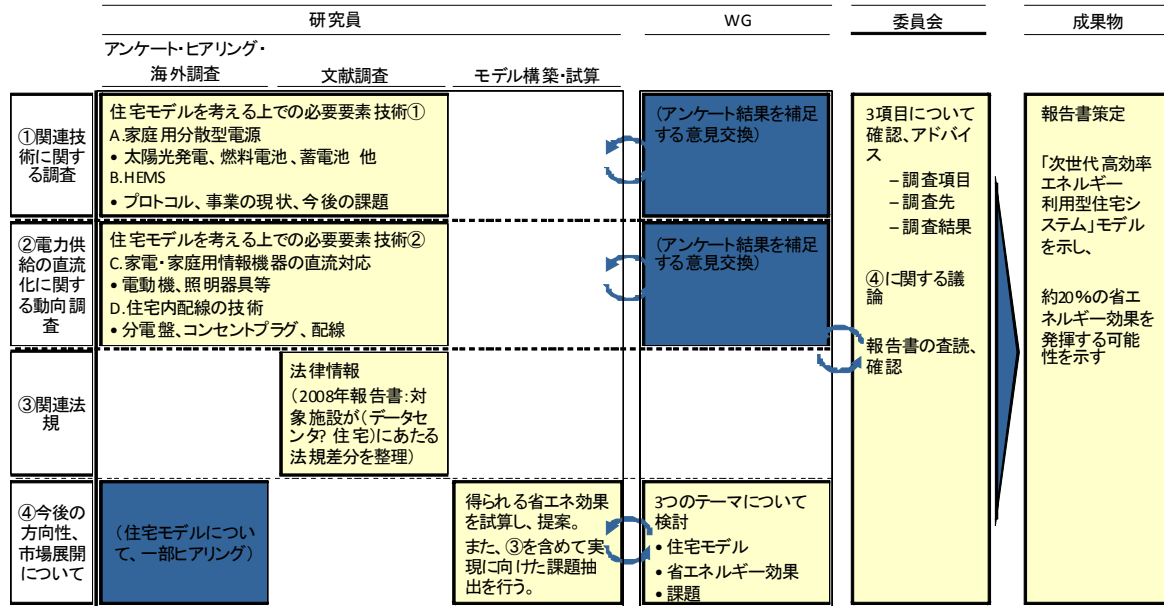 研究員
WG
委員会
成果物
アンケート・ヒアリング・
海外調査
文献調査
モデル構築・試算
①関連技
術に関す
る調査
住宅モデルを考える上での必要要素技術①
A.家庭用分散型電源
• 太陽光発電、燃料電池、蓄電池 他
B.HEMS
• プロトコル、事業の現状、今後の課題
(アンケート結果を補足
する意見交換)
②電力供
給の直流
化に関す
る動向調
査
住宅モデルを考える上での必要要素技術②
C.家電・家庭用情報機器の直流対応
• 電動機、照明器具等
D.住宅内配線の技術
• 分電盤、コンセントプラグ、配線
(アンケート結果を補足
する意見交換)
③関連法
規
法律情報
(2008年報告書:対
象施設が(データセ
ンタ? 住宅)にあたる
法規差分を整理)
④今後の
方向性、
市場展開
について
(住宅モデルについ
て、一部ヒアリング)
得られる省エネ効果
を試算し、提案。
また、③を含めて実
現に向けた課題抽
出を行う。
3つのテーマについて
検討
• 住宅モデル
• 省エネルギー効果
• 課題
3項目について
確認、アドバイ
ス
– 調査項目
– 調査先
– 調査結果
④に関する議
論
報告書の査読、
確認
報告書策定
「次世代高効率
エネルギー
利用型住宅シ
ステム」モデル
を示し、
約20%の省エ
ネルギー効果を
発揮する可能
性を示す